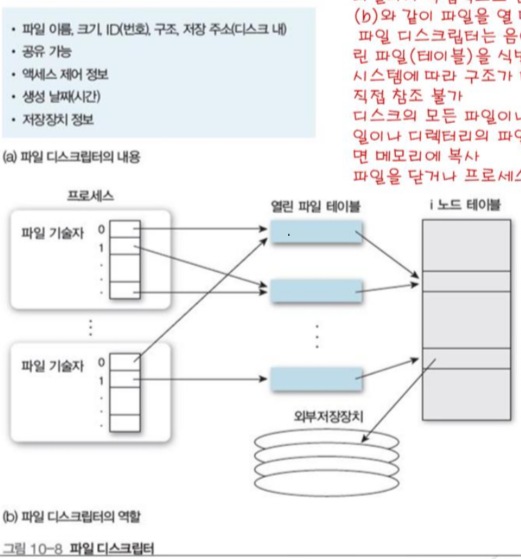 • 파일 이름, 크기, ID(번호), 구조, 저장 주소(디스크 내)
• 공유 가능
• 액세스 제어 정보
• 생성 날짜(시간)
• 저장장치 정보
(a) 파일 디스크립터의 내용
(b)와 같이 파일을 열
파일 디스크립터는 음
린 파일(테이블)을 식
시스템에 따라 구조가
직접 참조 불가
디스크의 모든 파일이
일이나 디렉터리의 파일
면 메모리에 복사
파일을 닫거나 프로세스
프로세스
열린 파일 테이블
i 노드 테이블
파일 기술자 0
1
파일 기술자 0
1
외부저장장치
(b) 파일 디스크립터의 역할
그림 10-8 파일 디스크립터